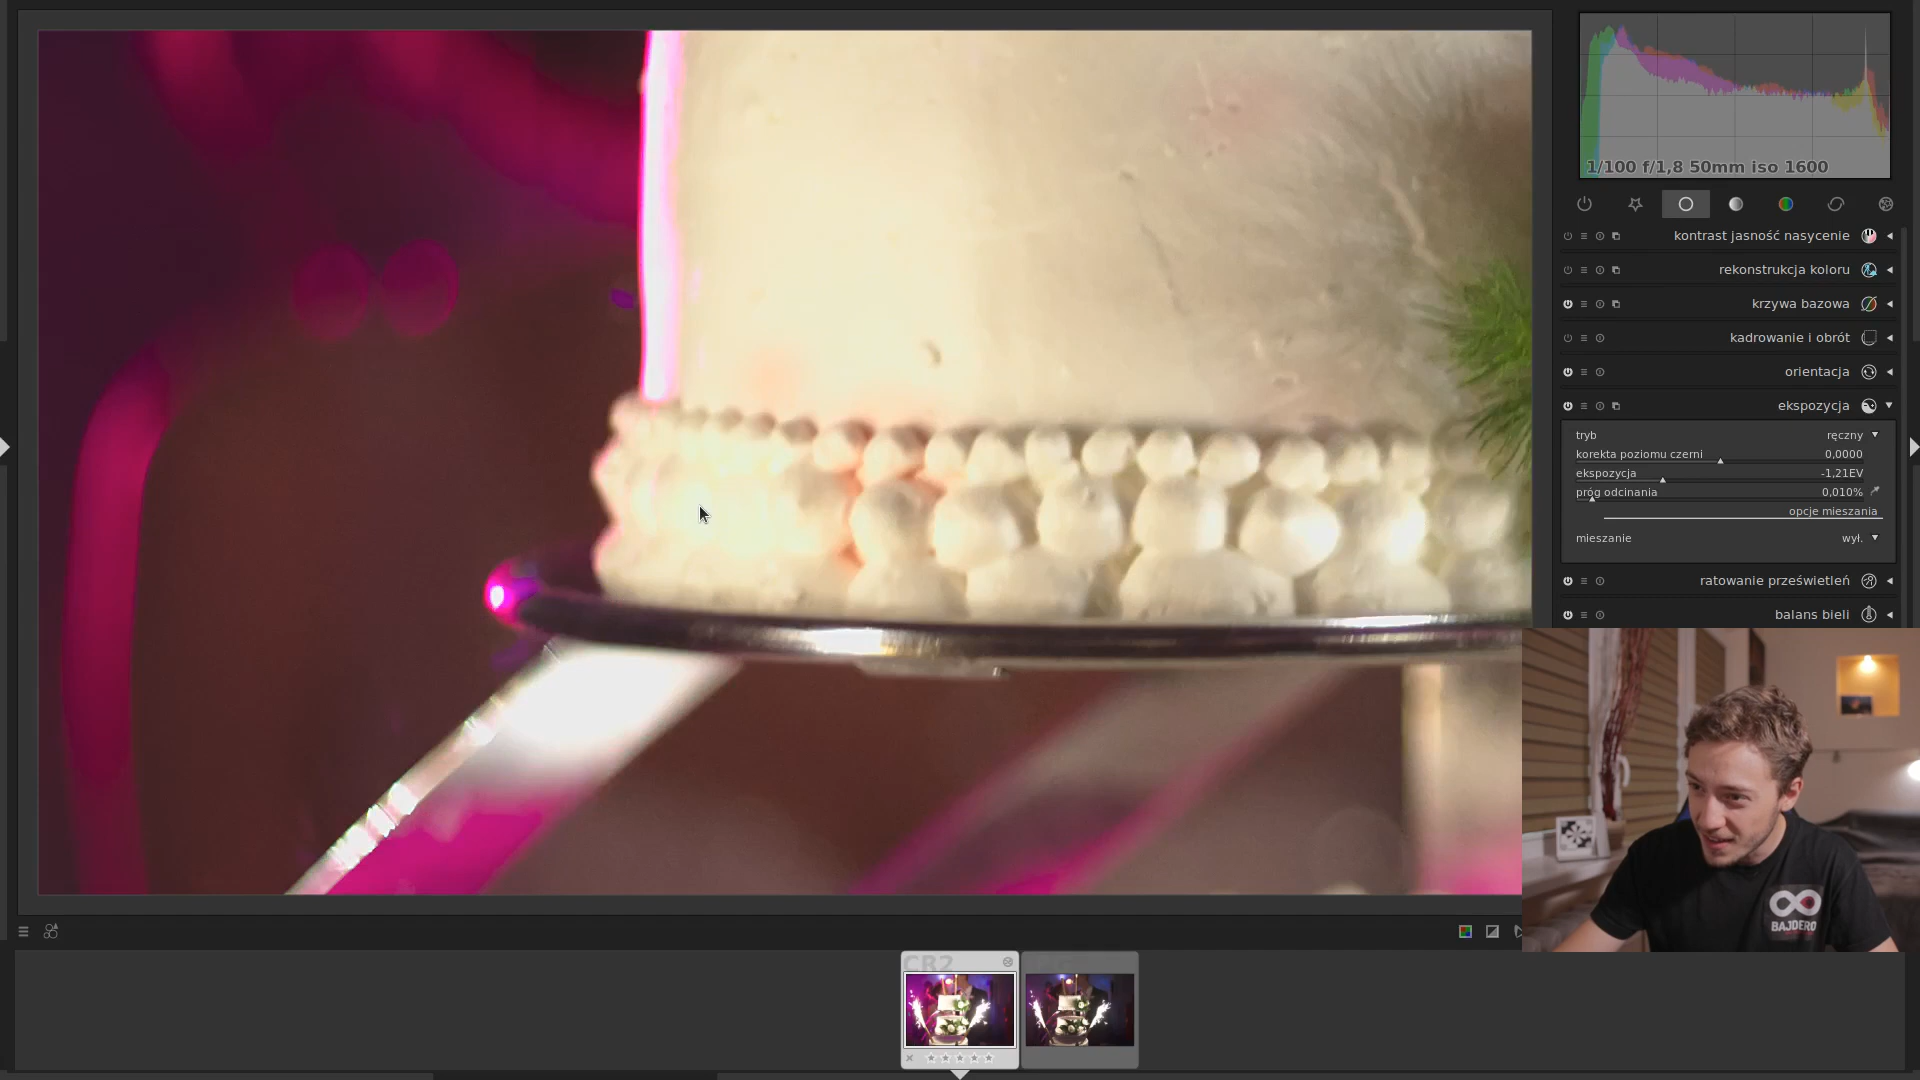 1/100 f/1,8 50mm iso 1600
kontrast jasność nasycenie
rekonstrukcja koloru
krzywa bazowa
kadrowanie i obrót
orientacja
ekspozycja
tryb ręczny
korekta poziomu czerni 0,0000
ekspozycja -1,21EV
próg odcinania 0,010%
opcje mieszania
mieszanie wył.
ratowanie prześwietleń
balans bieli
BAJDERO
CR2